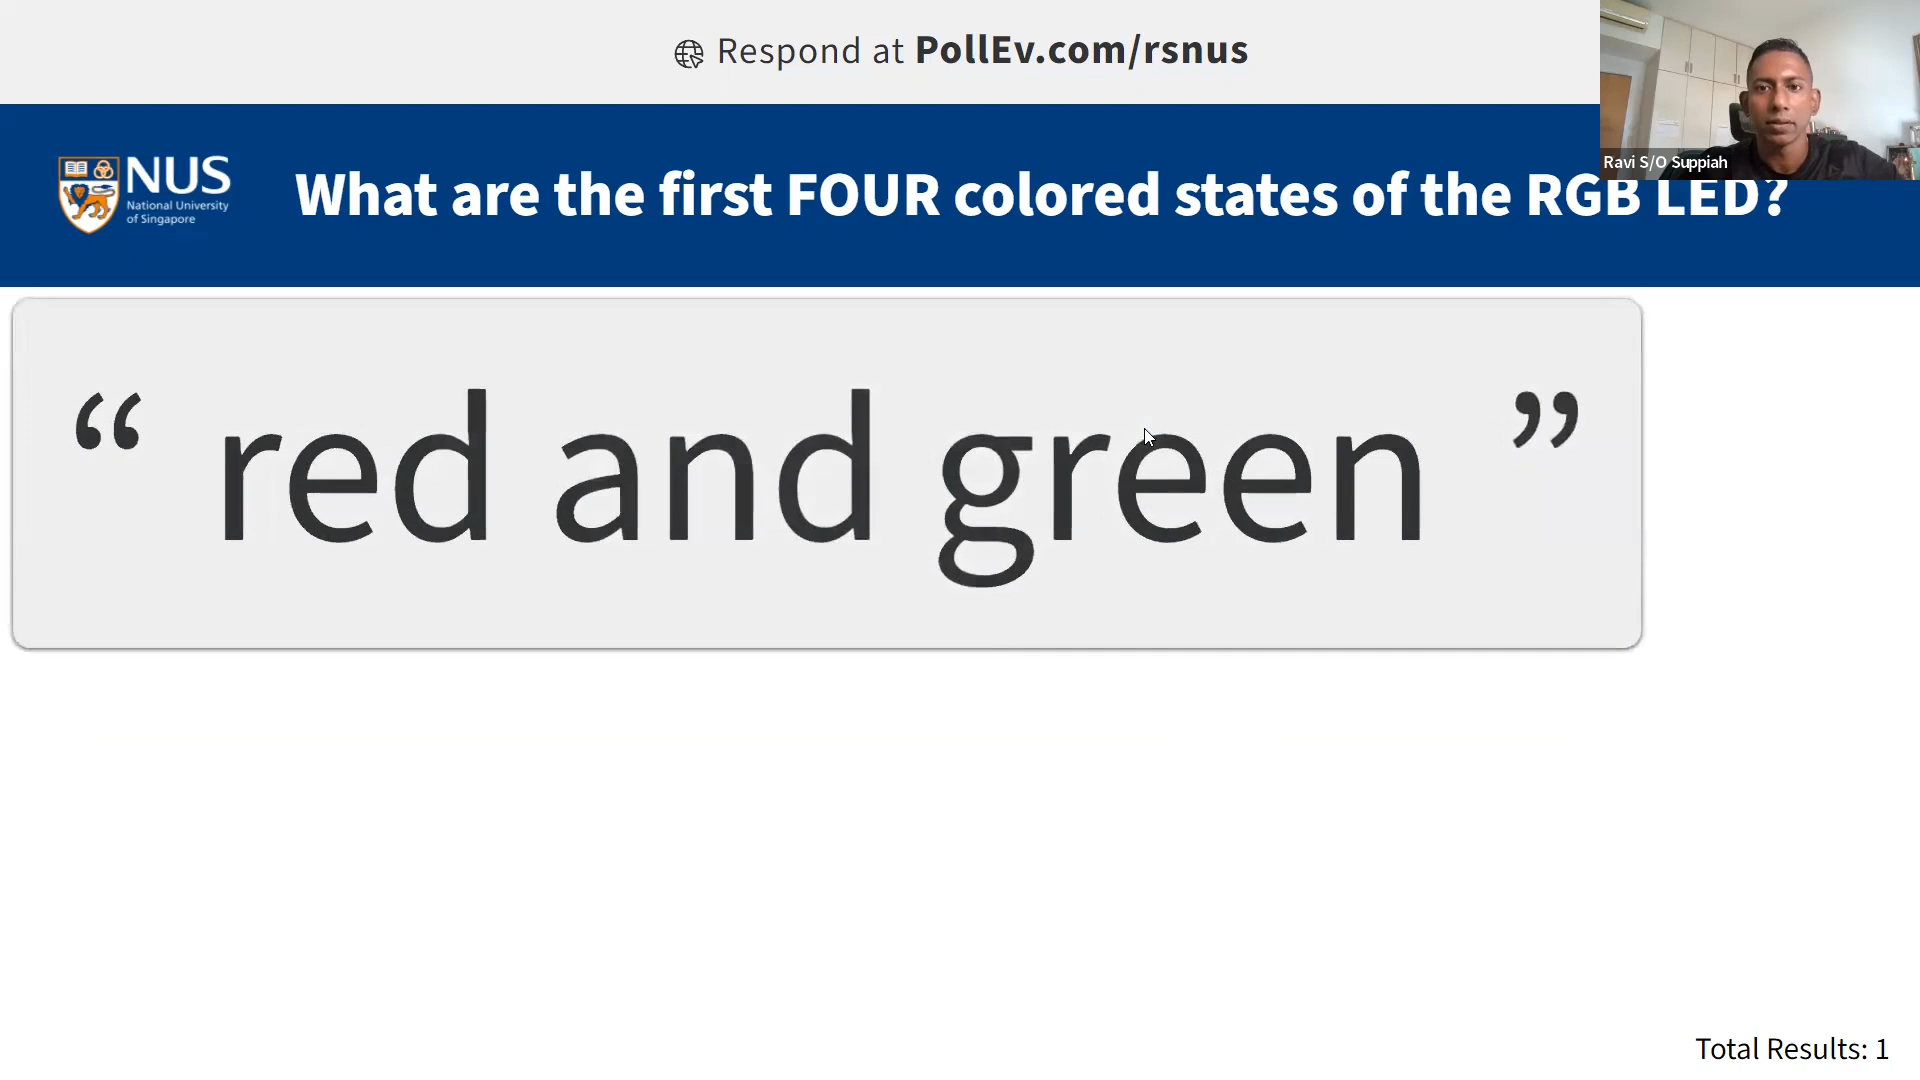 Respond at PollEv.com/rsnus
Ravi S/O Suppiah
NUS
National University
of Singapore
What are the first FOUR colored states of the RGB LED?
“ red and green ”
Total Results: 1